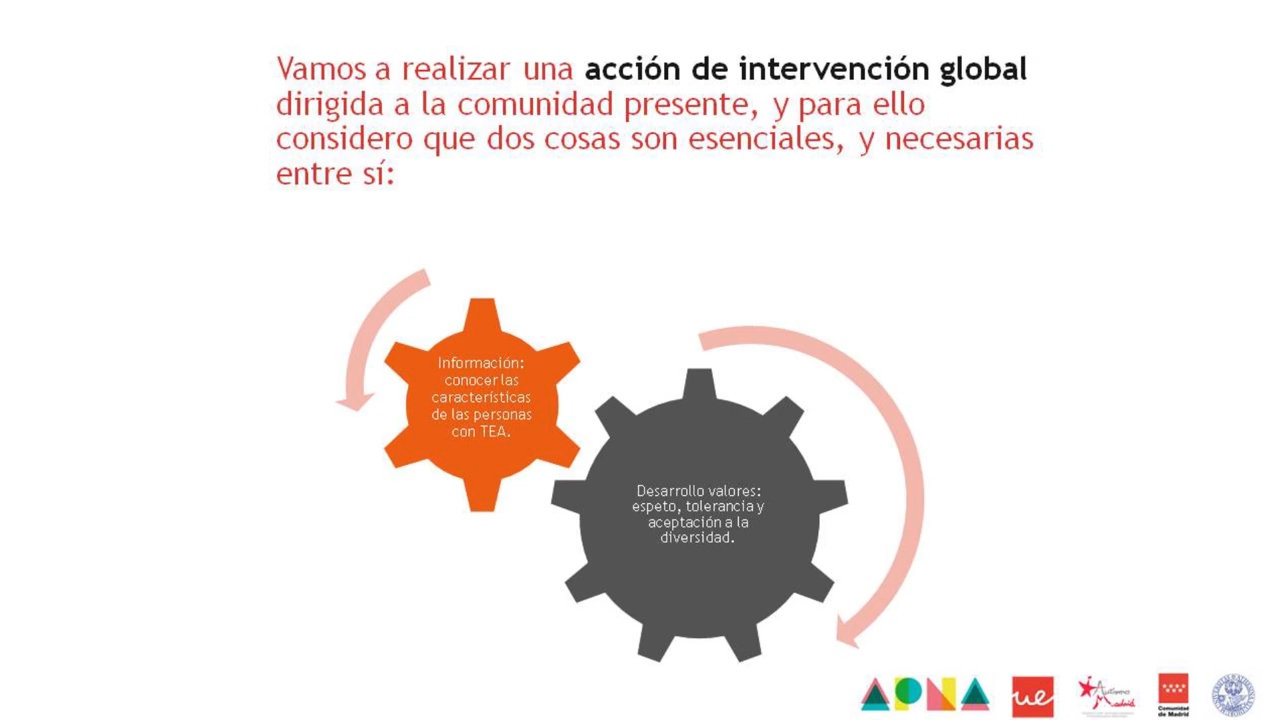 Vamos a realizar una acción de intervención global
dirigida a la comunidad presente, y para ello
considero que dos cosas son esenciales, y necesarias
entre sí:
Información:
conocer las
características
de las personas
con TEA.
Desarrollo valores:
espeto, tolerancia y
aceptación a la
diversidad.
APNA
ue
Autismo
Madrid
Comunidad
de Madrid